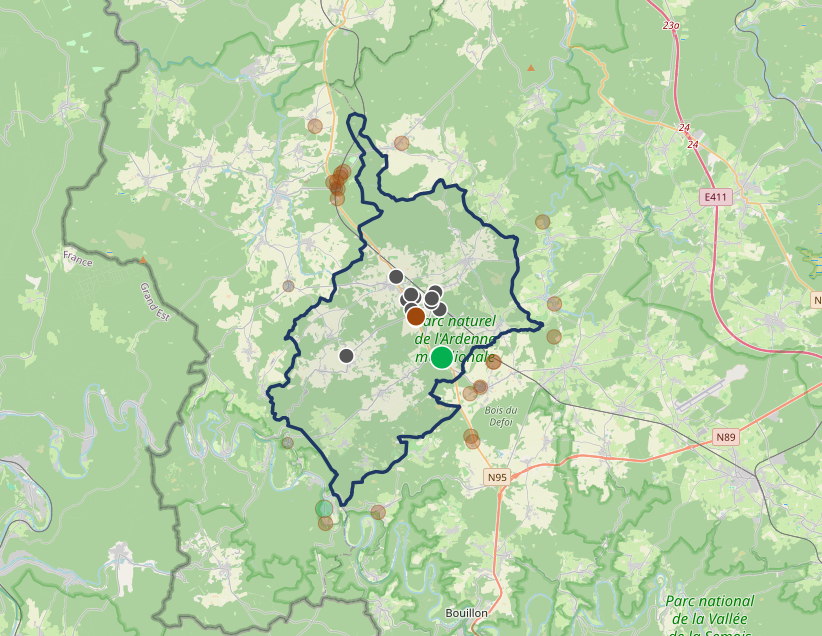 23a
24
24
E411
France
Grand Est
N
Parc naturel
de l'Ardenne
méridionale
Bois du
Defoi
N89
N95
Bouillon
Parc national
de la Vallée
de la Semois